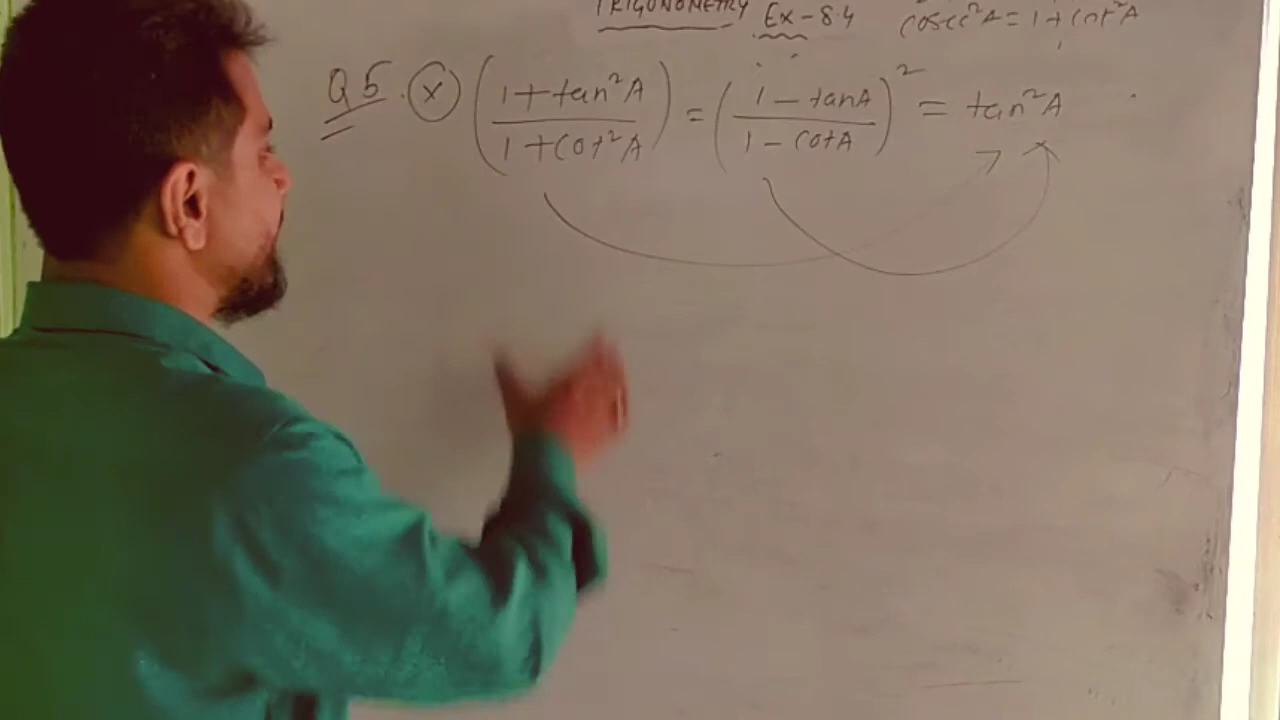 TRIGONOMETRY Ex-8.4 cosec²A = 1 + cot²A
Q5. (x) (1 + tan²A / 1 + cot²A) = (1 - tanA / 1 - cotA)² = tan²A